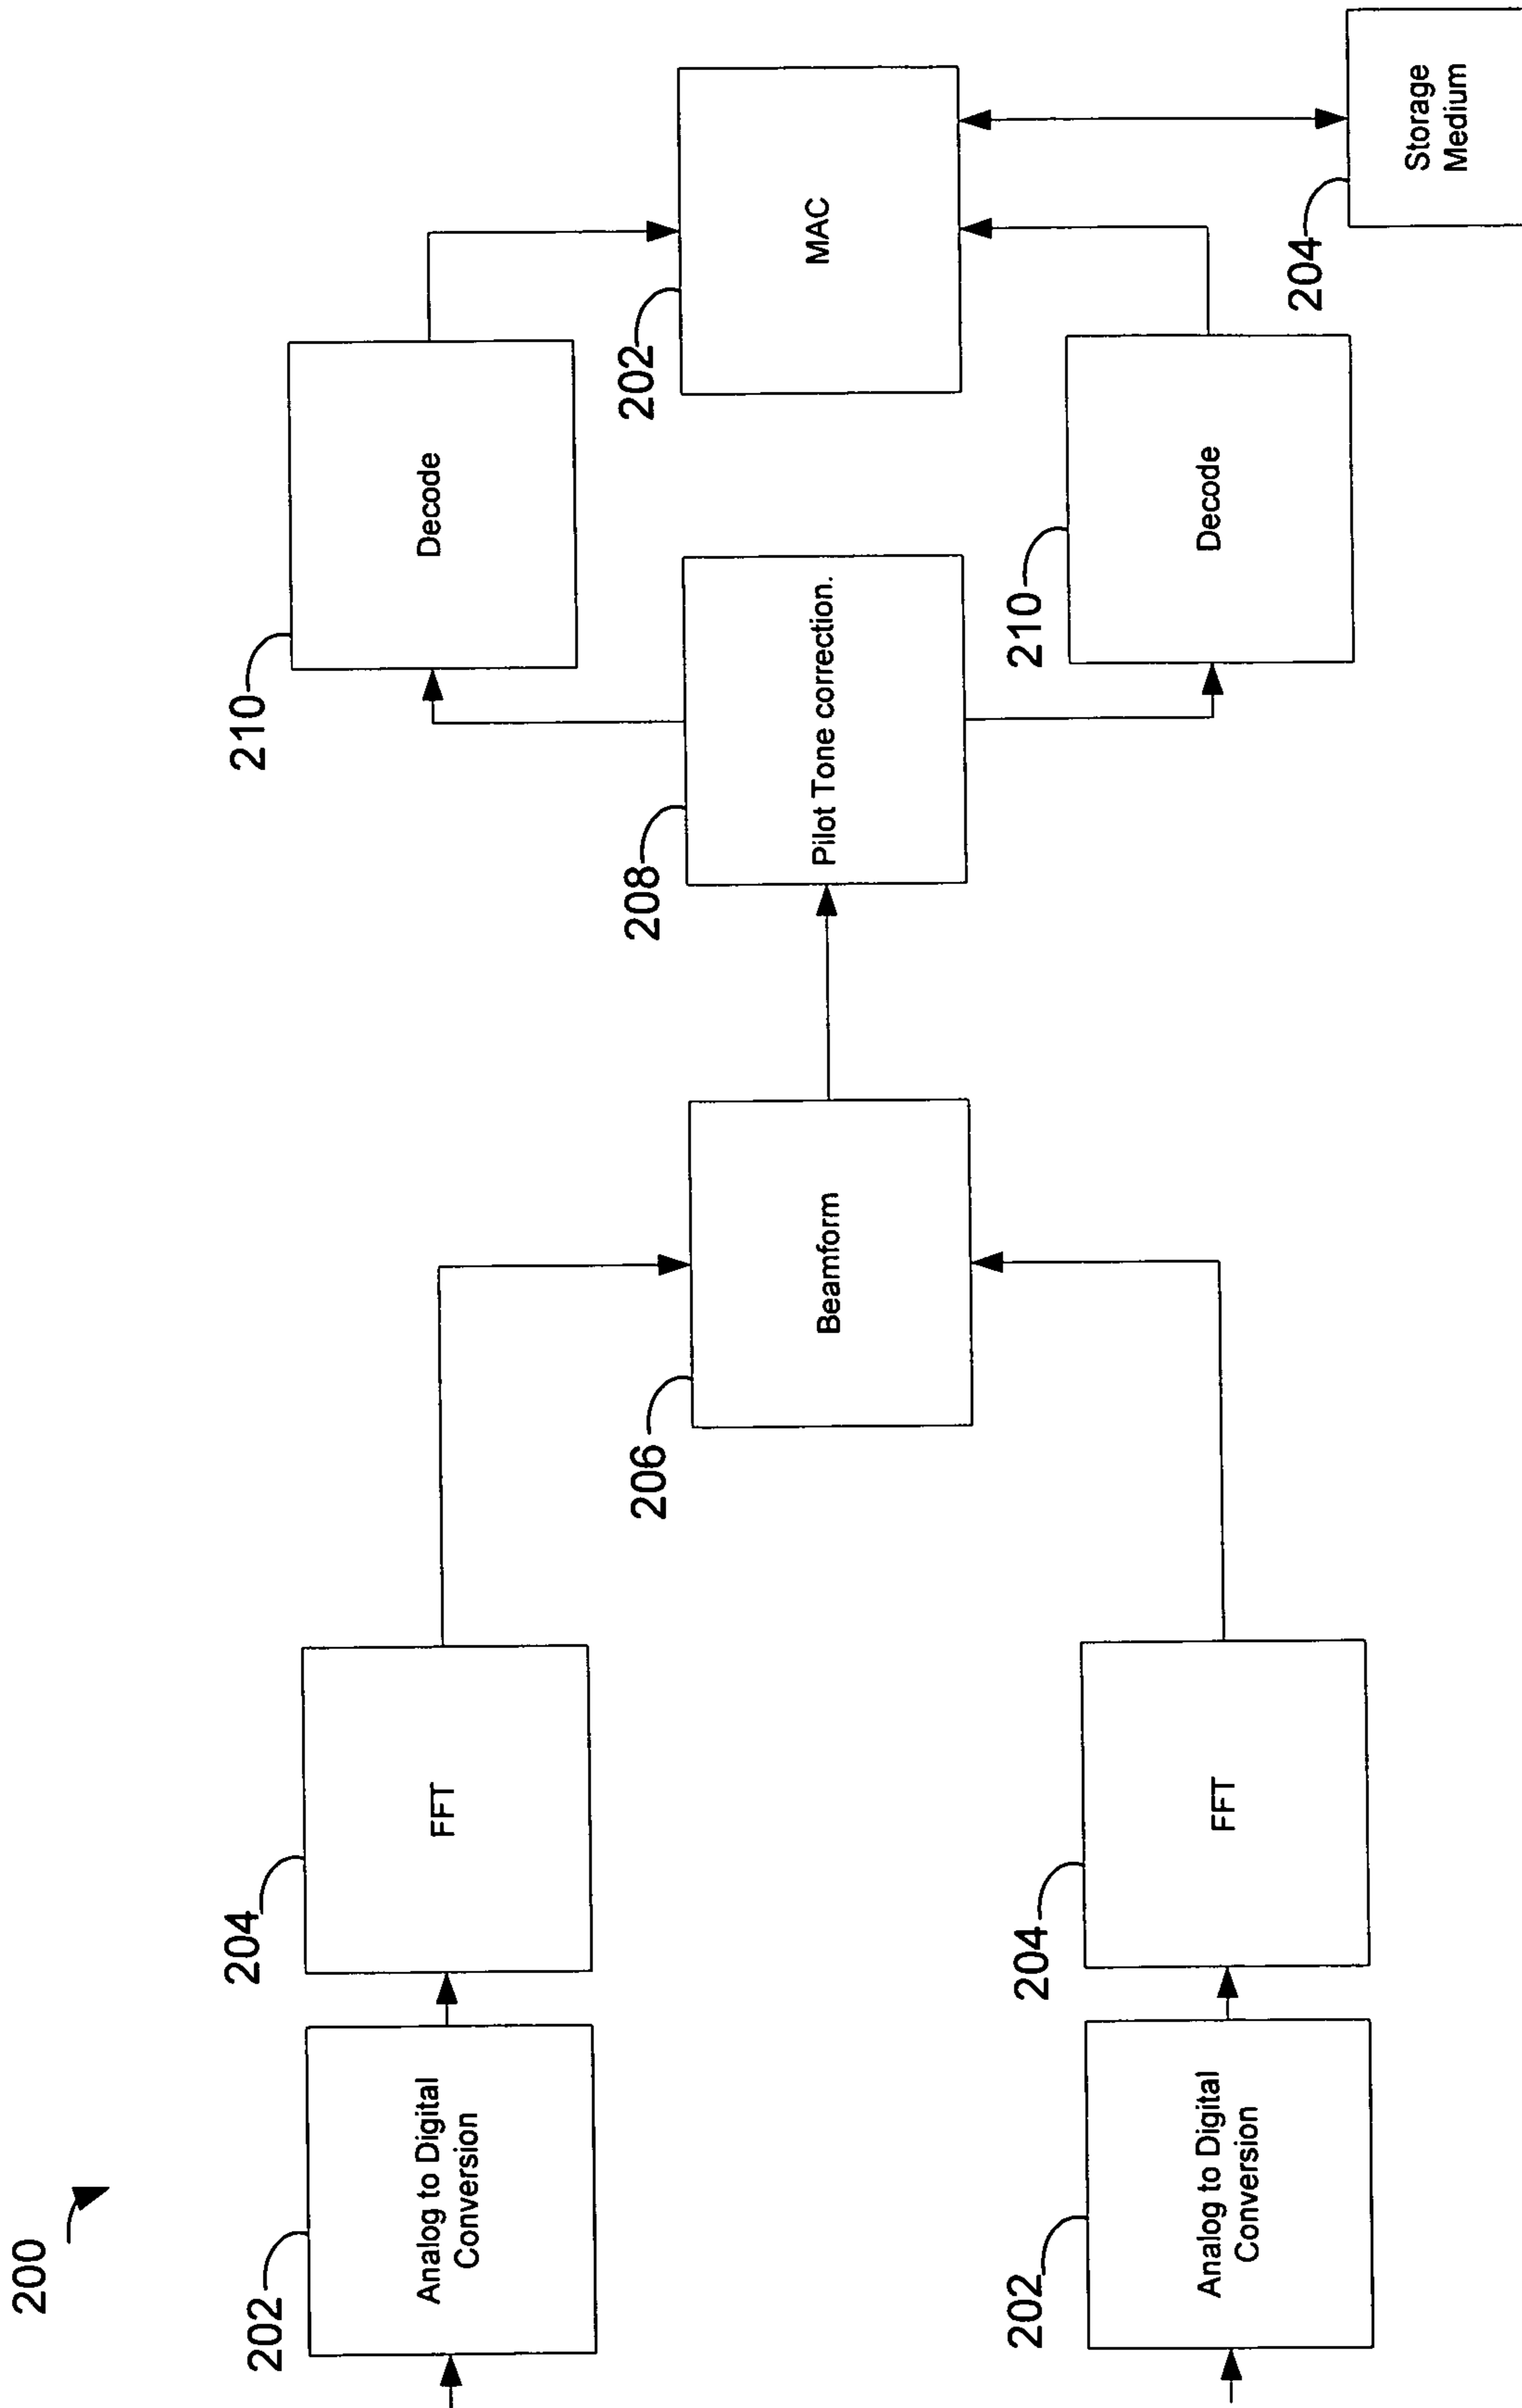 200
202
Analog to Digital
Conversion
204
FFT
202
Analog to Digital
Conversion
204
FFT
206
Beamform
208
Pilot Tone correction.
210
Decode
210
Decode
202
MAC
204
Storage
Medium